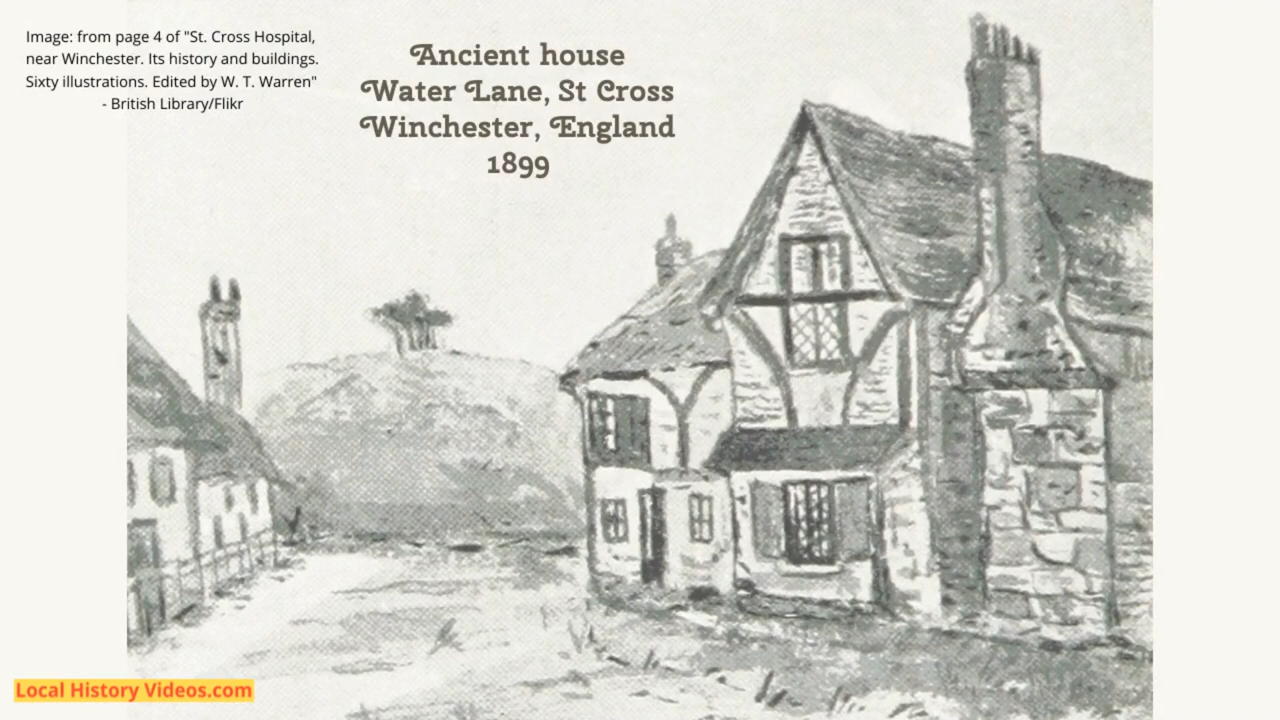 Image: from page 4 of "St. Cross Hospital,
near Winchester. Its history and buildings.
Sixty illustrations. Edited by W. T. Warren"
- British Library/Flikr
Ancient house
Water Lane, St Cross
Winchester, England
1899
Local History Videos.com